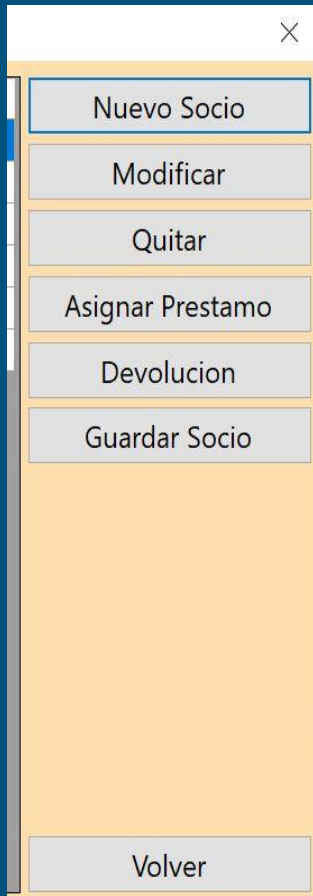 Nuevo Socio
Modificar
Quitar
Asignar Prestamo
Devolucion
Guardar Socio
Volver